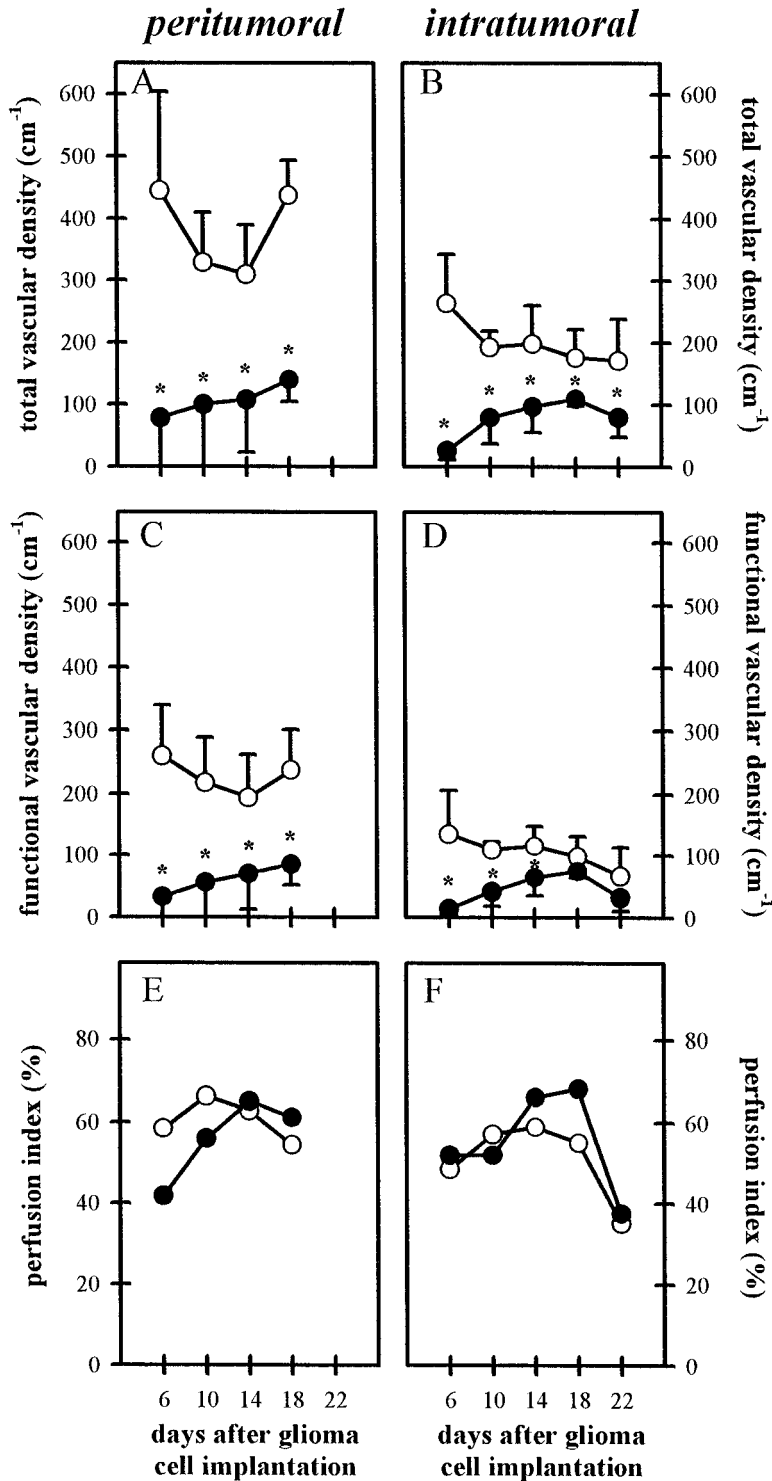 peritumoral intratumoral
A
B
total vascular density (cm⁻¹)
600
500
400
300
200
100
0
* * * *
* * * * *
600
500
400
300
200
100
0
total vascular density (cm⁻¹)
C
D
functional vascular density (cm⁻¹)
600
500
400
300
200
100
0
* * * *
* * *
600
500
400
300
200
100
0
functional vascular density (cm⁻¹)
E
F
perfusion index (%)
80
60
40
20
0
80
60
40
20
0
perfusion index (%)
6 10 14 18 22
6 10 14 18 22
days after glioma
cell implantation
days after glioma
cell implantation